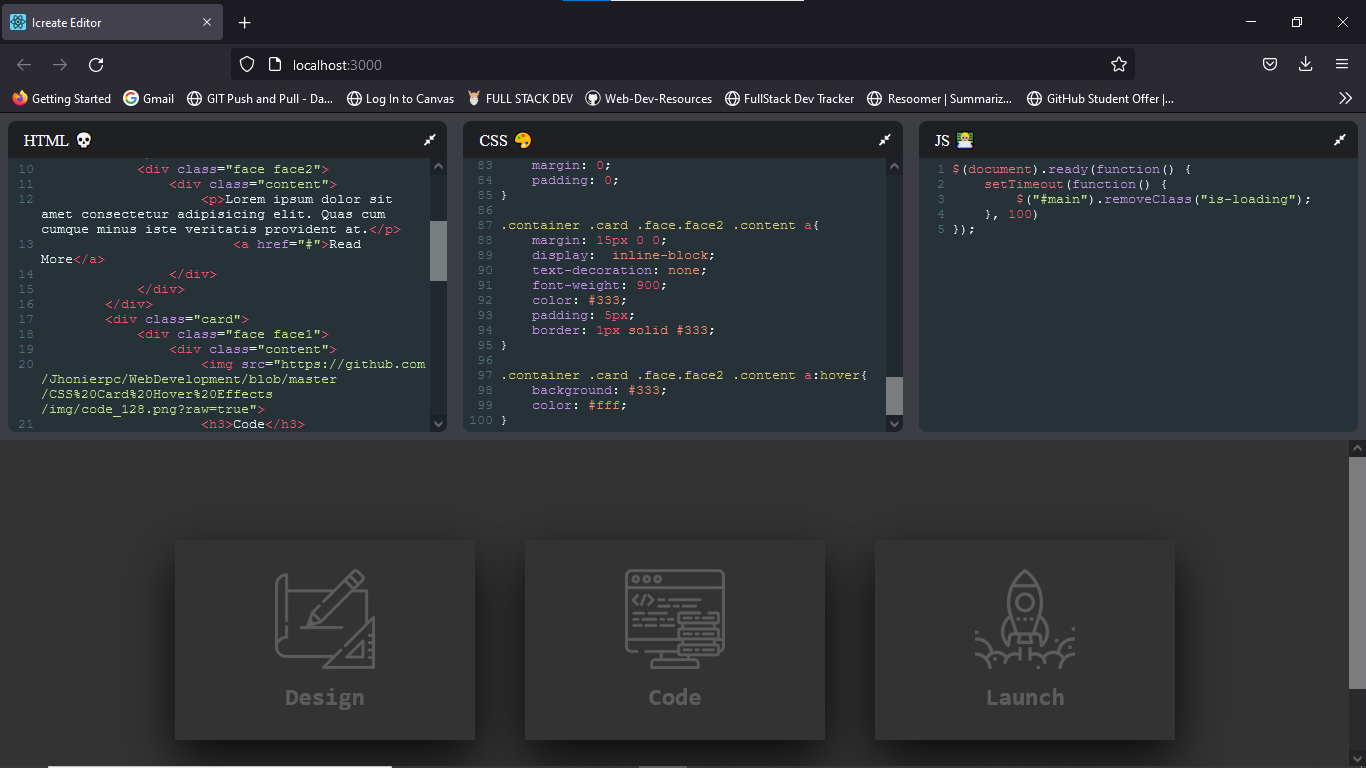 Icreate Editor
localhost:3000
Getting Started
Gmail
GIT Push and Pull - Da...
Log In to Canvas
FULL STACK DEV
Web-Dev-Resources
FullStack Dev Tracker
Resoomer | Summariz...
GitHub Student Offer |...
HTML 💀
10 <div class="face face2">
11 <div class="content">
12 <p>Lorem ipsum dolor sit
amet consectetur adipisicing elit. Quas cum
cumque minus iste veritatis provident at.</p>
13 <a href="#">Read
More</a>
14 </div>
15 </div>
16 </div>
17 <div class="card">
18 <div class="face face1">
19 <div class="content">
20 <img src="https://github.com
/Jhonierpc/WebDevelopment/blob/master
/CSS%20Card%20Hover%20Effects
/img/code_128.png?raw=true">
21 <h3>Code</h3>
CSS 🎨
83 margin: 0;
84 padding: 0;
85 }
86
87 .container .card .face.face2 .content a{
88 margin: 15px 0 0;
89 display:  inline-block;
90 text-decoration: none;
91 font-weight: 900;
92 color: #333;
93 padding: 5px;
94 border: 1px solid #333;
95 }
96
97 .container .card .face.face2 .content a:hover{
98 background: #333;
99 color: #fff;
100 }
JS
1 $(document).ready(function() {
2 setTimeout(function() {
3 $("#main").removeClass("is-loading");
4 }, 100)
5 });
Design
Code
Launch